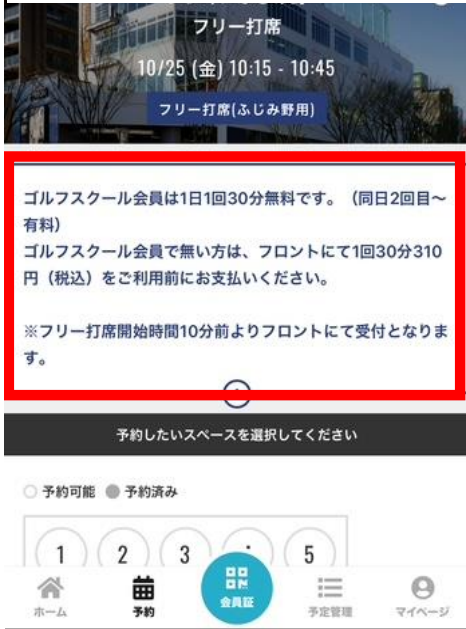 フリー打席
10/25 (金) 10:15 - 10:45
フリー打席(ふじみ野用)
ゴルフスクール会員は1日1回30分無料です。（同日2回目～
有料)
ゴルフスクール会員で無い方は、フロントにて1回30分310
円（税込）をご利用前にお支払いください。
※フリー打席開始時間10分前よりフロントにて受付となりま
す。
予約したいスペースを選択してください
予約可能 予約済み
1 2 3 5
ホーム 予約 会員証 予定管理 マイページ